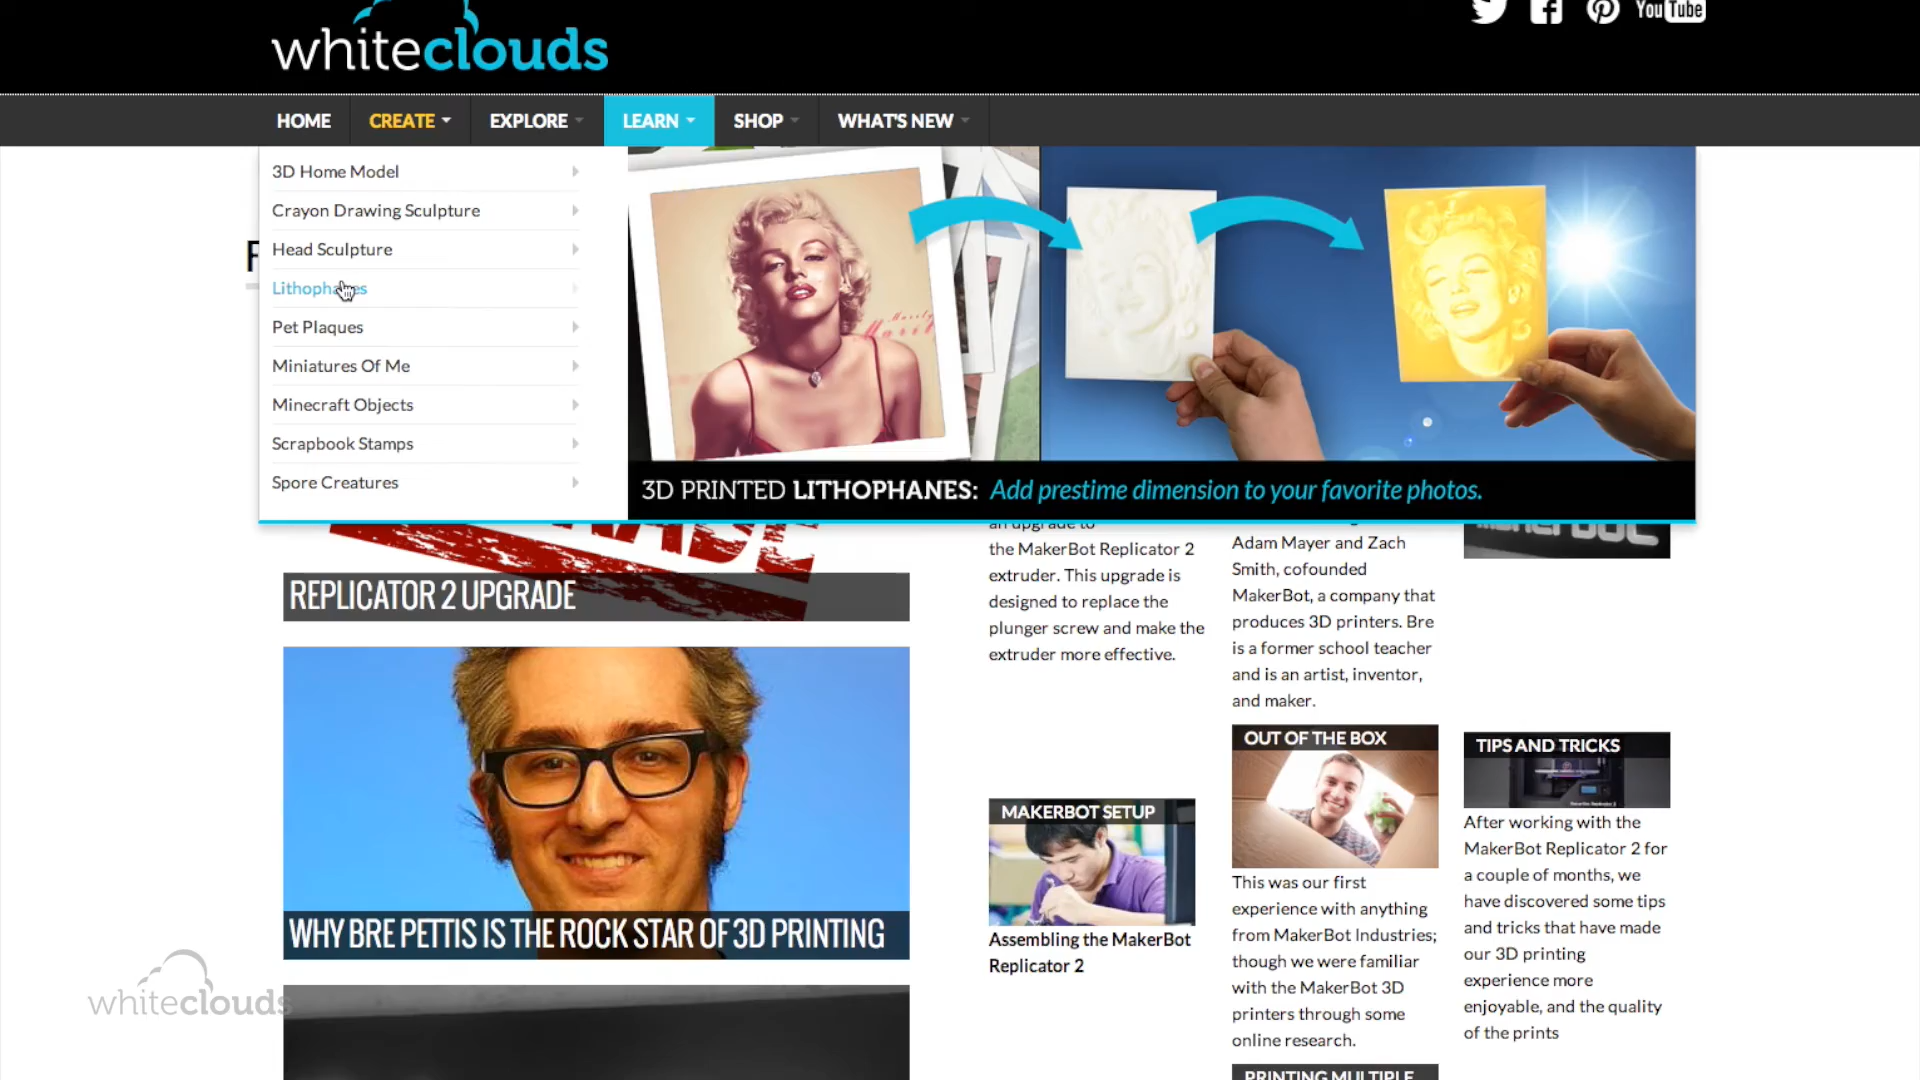 whiteclouds
You Tube
HOME
CREATE
EXPLORE
LEARN
SHOP
WHAT'S NEW
3D Home Model
Crayon Drawing Sculpture
Head Sculpture
Lithophanes
Pet Plaques
Miniatures Of Me
Minecraft Objects
Scrapbook Stamps
Spore Creatures
3D PRINTED LITHOPHANES: Add prestime dimension to your favorite photos.
REPLICATOR 2 UPGRADE
WHY BRE PETTIS IS THE ROCK STAR OF 3D PRINTING
an upgrade to
the MakerBot Replicator 2
extruder. This upgrade is
designed to replace the
plunger screw and make the
extruder more effective.
MAKERBOT SETUP
Assembling the MakerBot
Replicator 2
Adam Mayer and Zach
Smith, cofounded
MakerBot, a company that
produces 3D printers. Bre
is a former school teacher
and is an artist, inventor,
and maker.
OUT OF THE BOX
This was our first
experience with anything
from MakerBot Industries;
though we were familiar
with the MakerBot 3D
printers through some
online research.
PRINTING MULTIPLE
TIPS AND TRICKS
After working with the
MakerBot Replicator 2 for
a couple of months, we
have discovered some tips
and tricks that have made
our 3D printing
experience more
enjoyable, and the quality
of the prints
whiteclouds